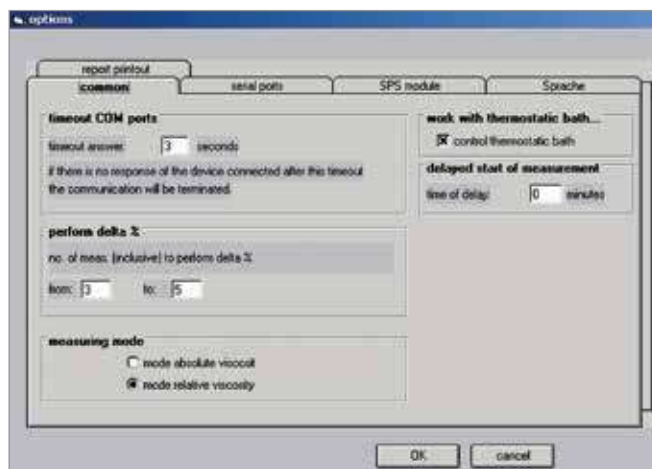 options
report printout
common
serial ports
SPS module
Sprache
timeout COM ports
timeout answer: 3 seconds
if there is no response of the device connected after this timeout
the communication will be terminated.
perform delta %
no. of meas. (inclusive) to perform delta %
from: 3 to: 5
measuring mode
mode absolute viscosit
mode relative viscosity
work with thermostatic bath...
control thermostatic bath
delayed start of measurement
time of delay: 0 minutes
OK cancel